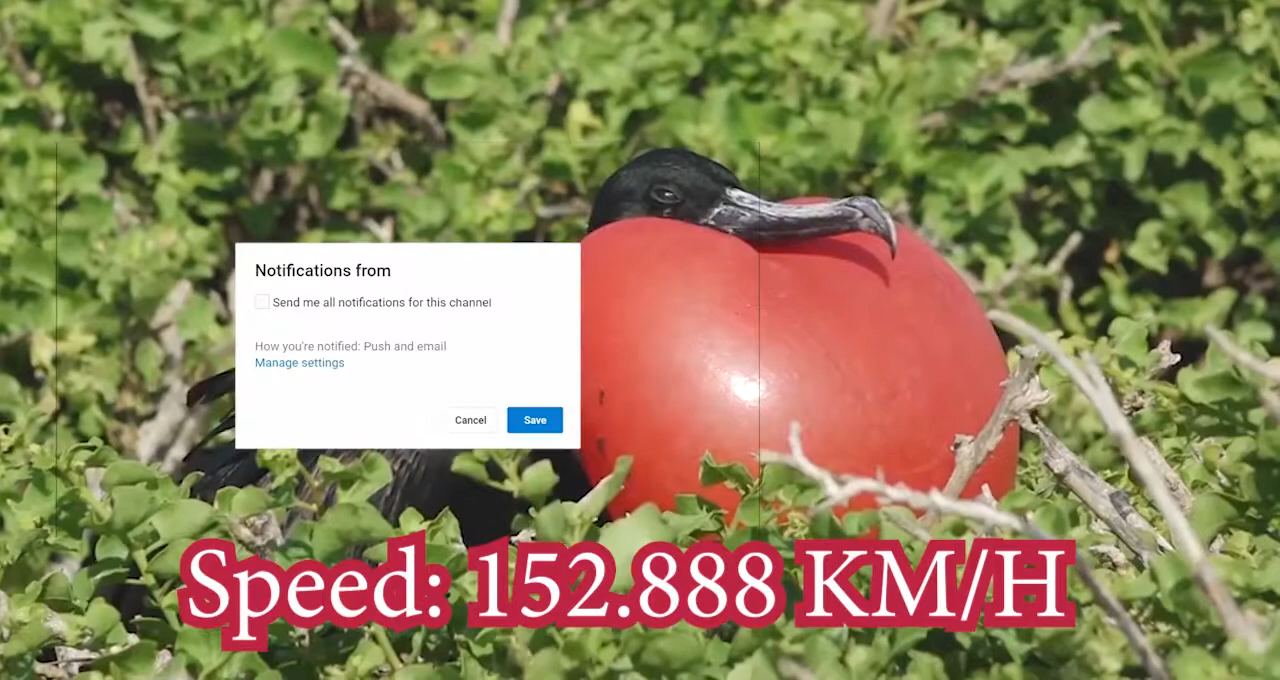 Notifications from
Send me all notifications for this channel
How you're notified: Push and email
Manage settings
Cancel Save
Speed: 152.888 KM/H